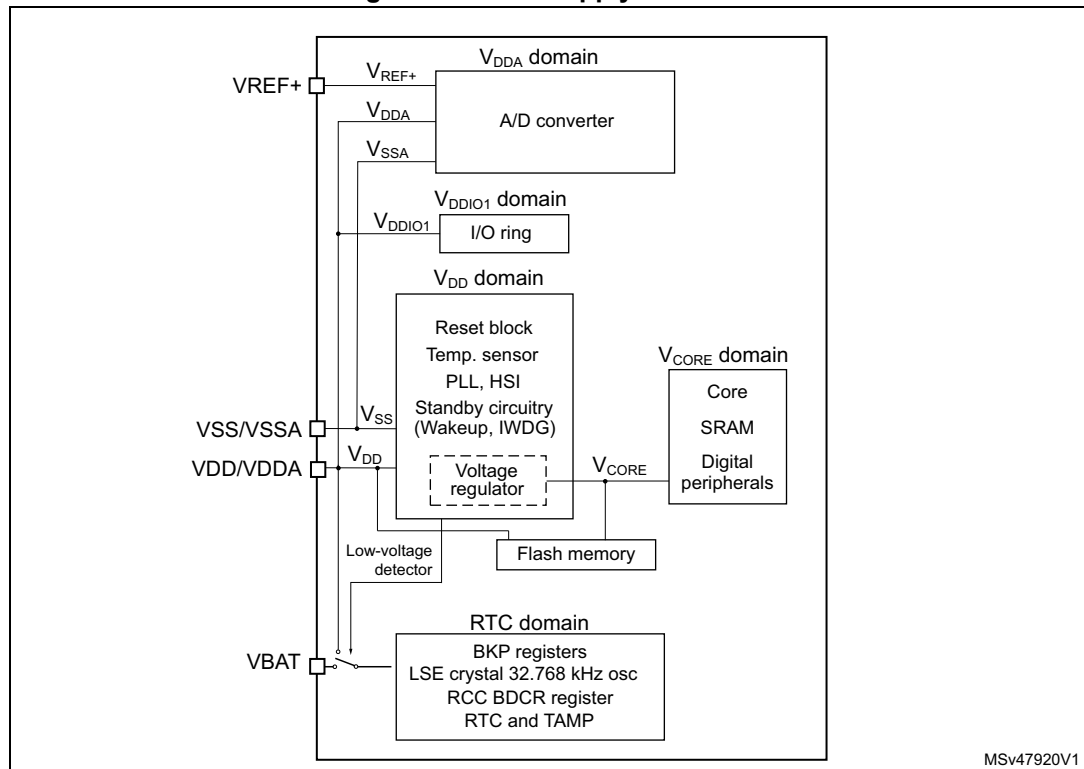 VDDA domain
VREF+
VREF+
VDDA
A/D converter
VSSA
VDDIO1 domain
VDDIO1
I/O ring
VDD domain
Reset block
Temp. sensor
PLL, HSI
Standby circuitry
(Wakeup, IWDG)
VCORE domain
Core
SRAM
Digital
peripherals
VSS/VSSA
VSS
VDD/VDDA
VDD
Voltage
regulator
VCORE
Low-voltage
detector
Flash memory
RTC domain
VBAT
BKP registers
LSE crystal 32.768 kHz osc
RCC BDCR register
RTC and TAMP
MSv47920V1